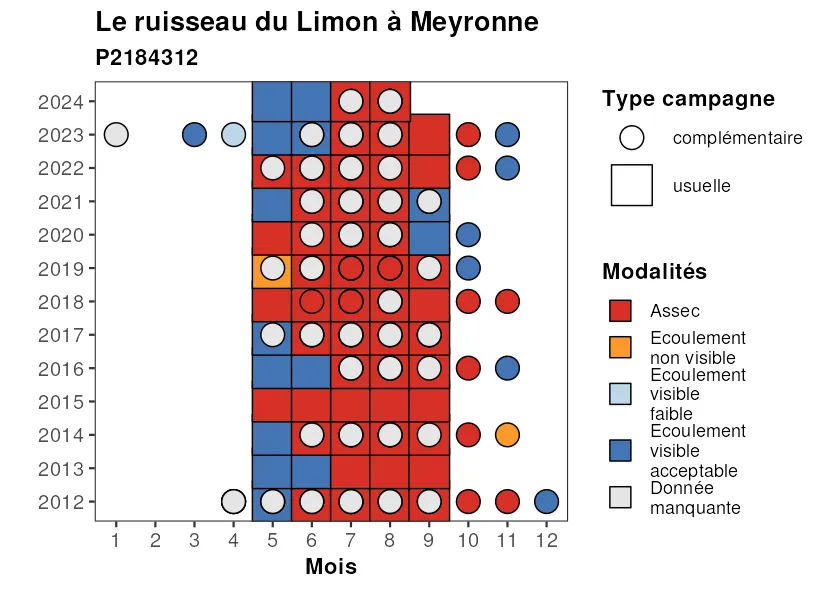 Le ruisseau du Limon à Meyronne
P2184312
2024
2023
2022
2021
2020
2019
2018
2017
2016
2015
2014
2013
2012
1 2 3 4 5 6 7 8 9 10 11 12
Mois
Type campagne
complémentaire
usuelle
Modalités
Assec
Ecoulement
non visible
Ecoulement
visible
faible
Ecoulement
visible
acceptable
Donnée
manquante